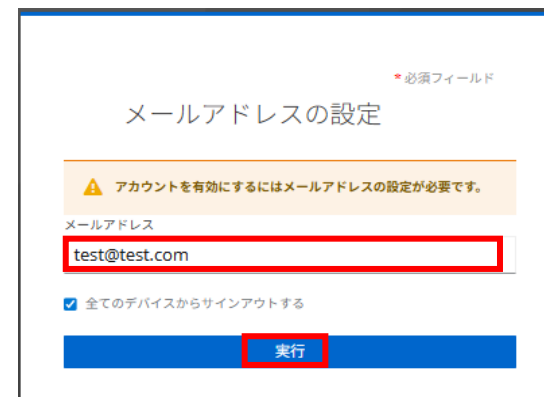 *必須フィールド
メールアドレスの設定
アカウントを有効にするにはメールアドレスの設定が必要です。
メールアドレス
test@test.com
全てのデバイスからサインアウトする
実行